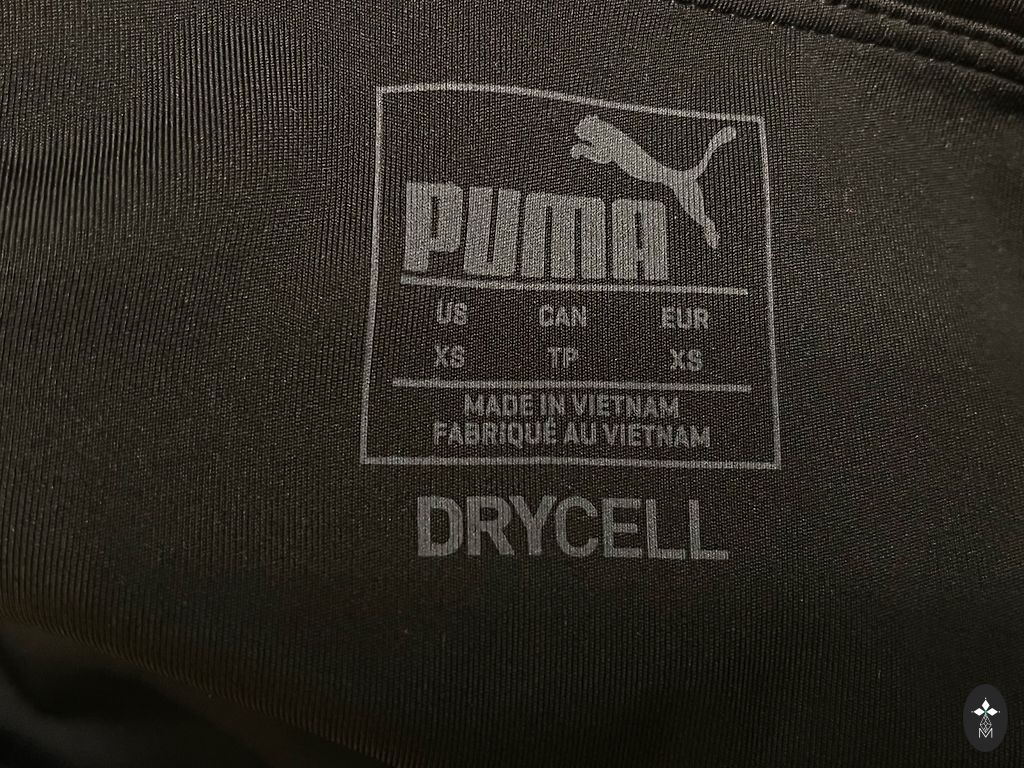 PUMA
US CAN EUR
XS TP XS
MADE IN VIETNAM
FABRIQUÉ AU VIETNAM
DRYCELL
M